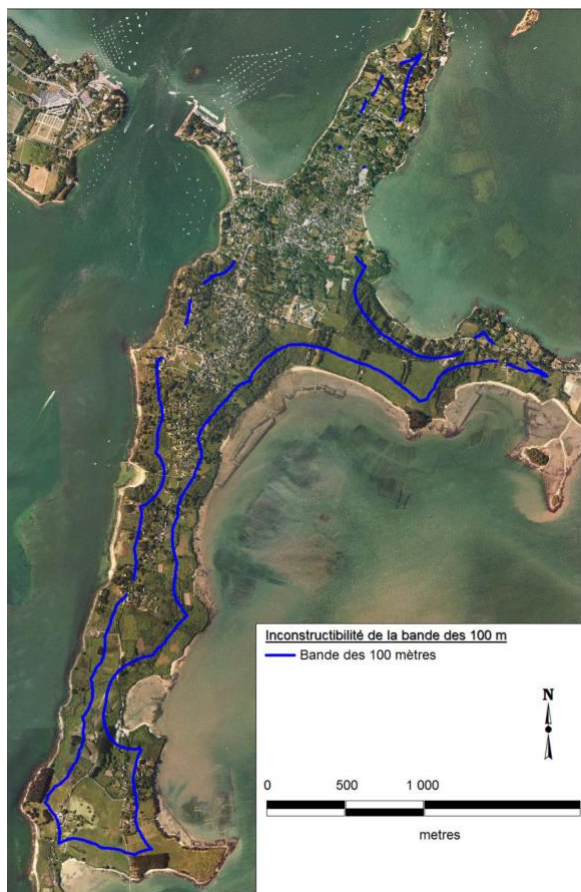 Inconstructibilité de la bande des 100 m
Bande des 100 mètres
N
0 500 1 000
metres